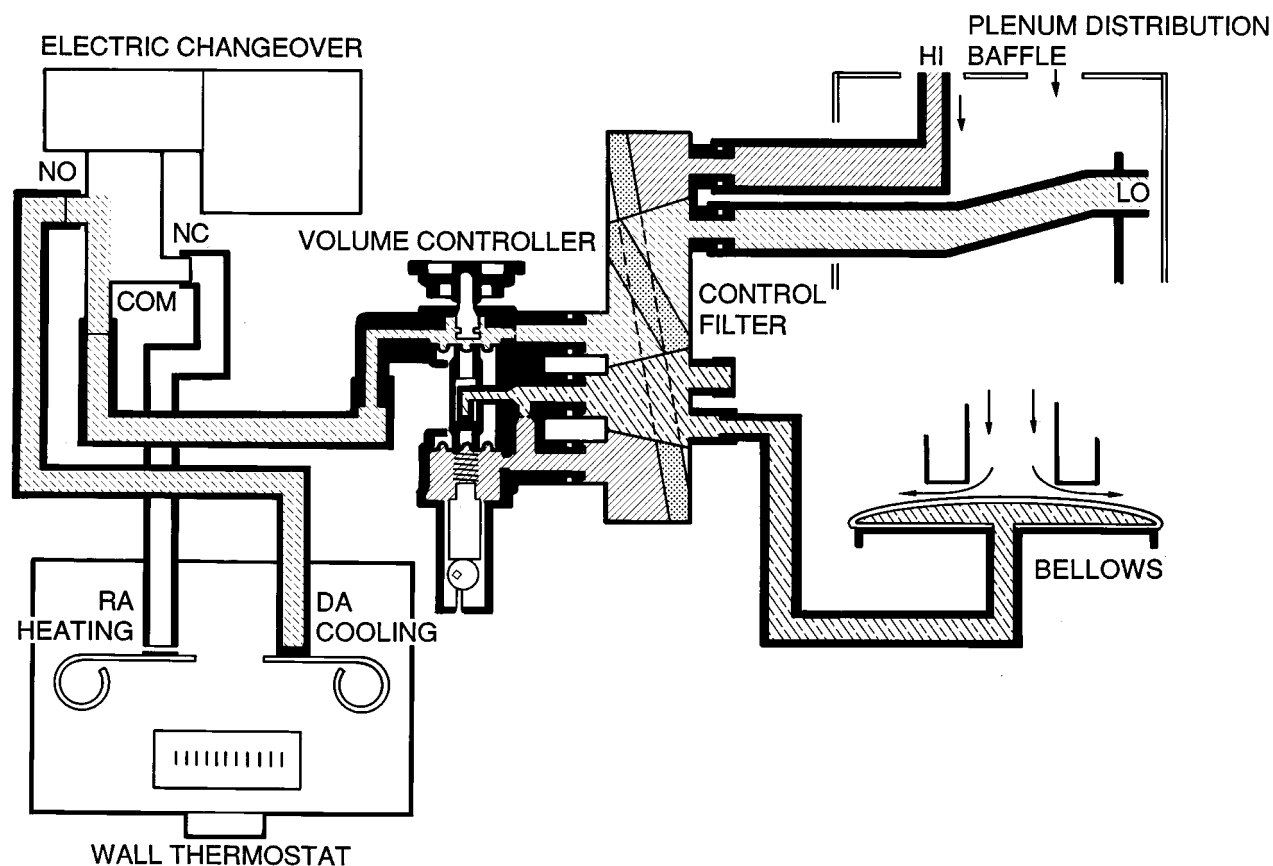 ELECTRIC CHANGEOVER
PLENUM DISTRIBUTION
BAFFLE
HI
NO
NC
LO
VOLUME CONTROLLER
COM
CONTROL
FILTER
BELLOWS
RA
HEATING
DA
COOLING
WALL THERMOSTAT